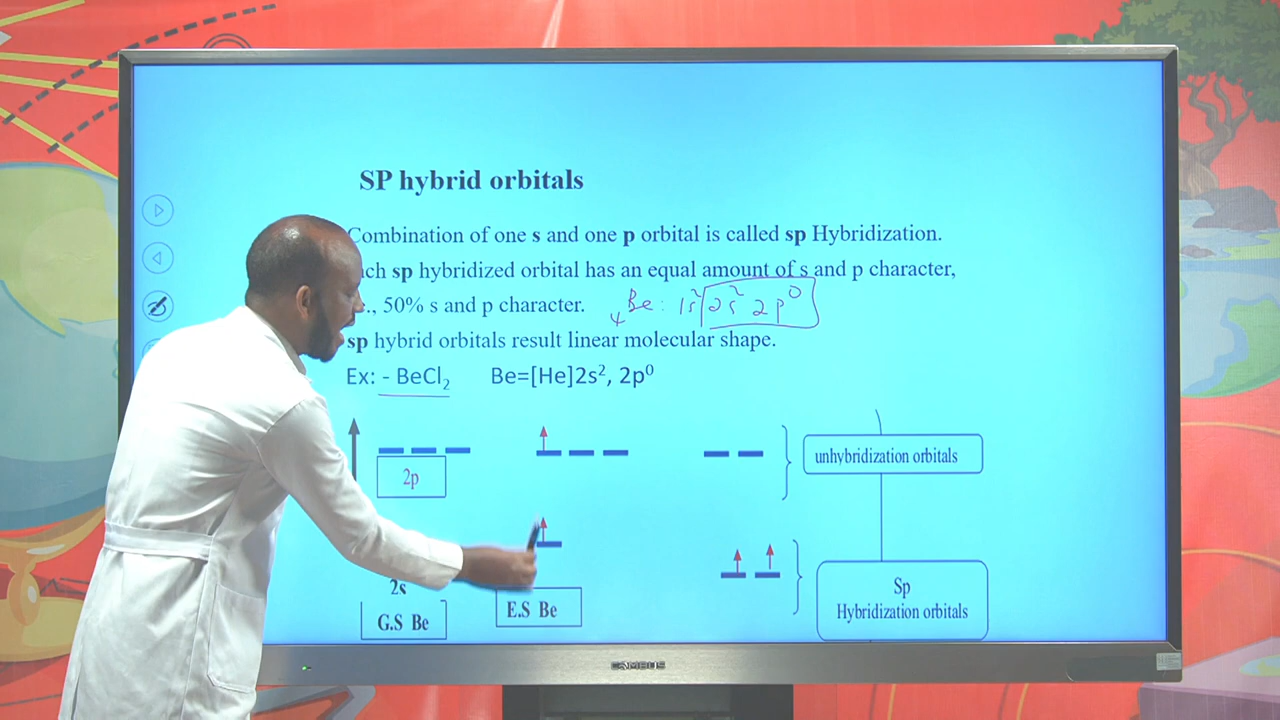 SP hybrid orbitals
Combination of one s and one p orbital is called sp Hybridization.
ch sp hybridized orbital has an equal amount of s and p character,
e., 50% s and p character.
₄Be: 1s² 2s² 2p⁰
sp hybrid orbitals result linear molecular shape.
Ex: - BeCl₂ Be=[He]2s², 2p⁰
unhybridization orbitals
2p
2s
G.S Be
E.S Be
Sp
Hybridization orbitals